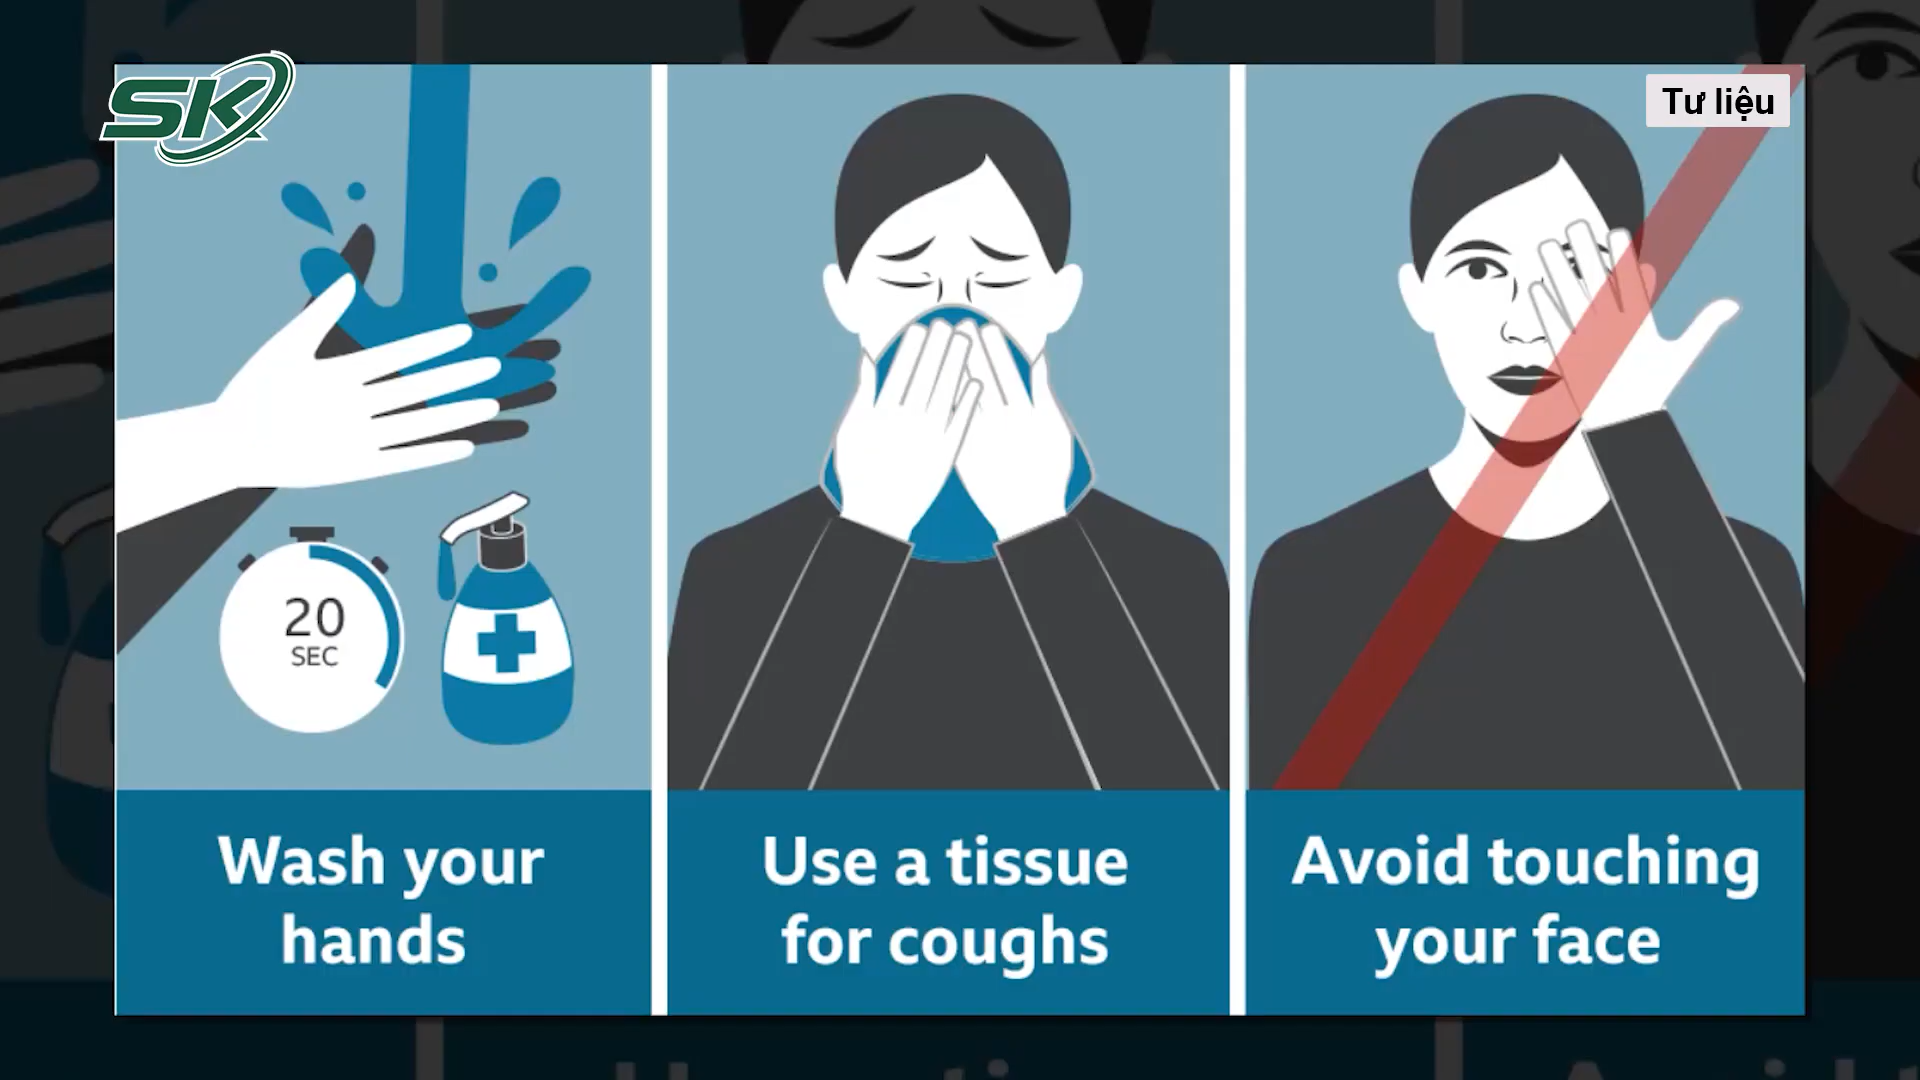 SK
Tư liệu
20
SEC
Wash your
hands
Use a tissue
for coughs
Avoid touching
your face